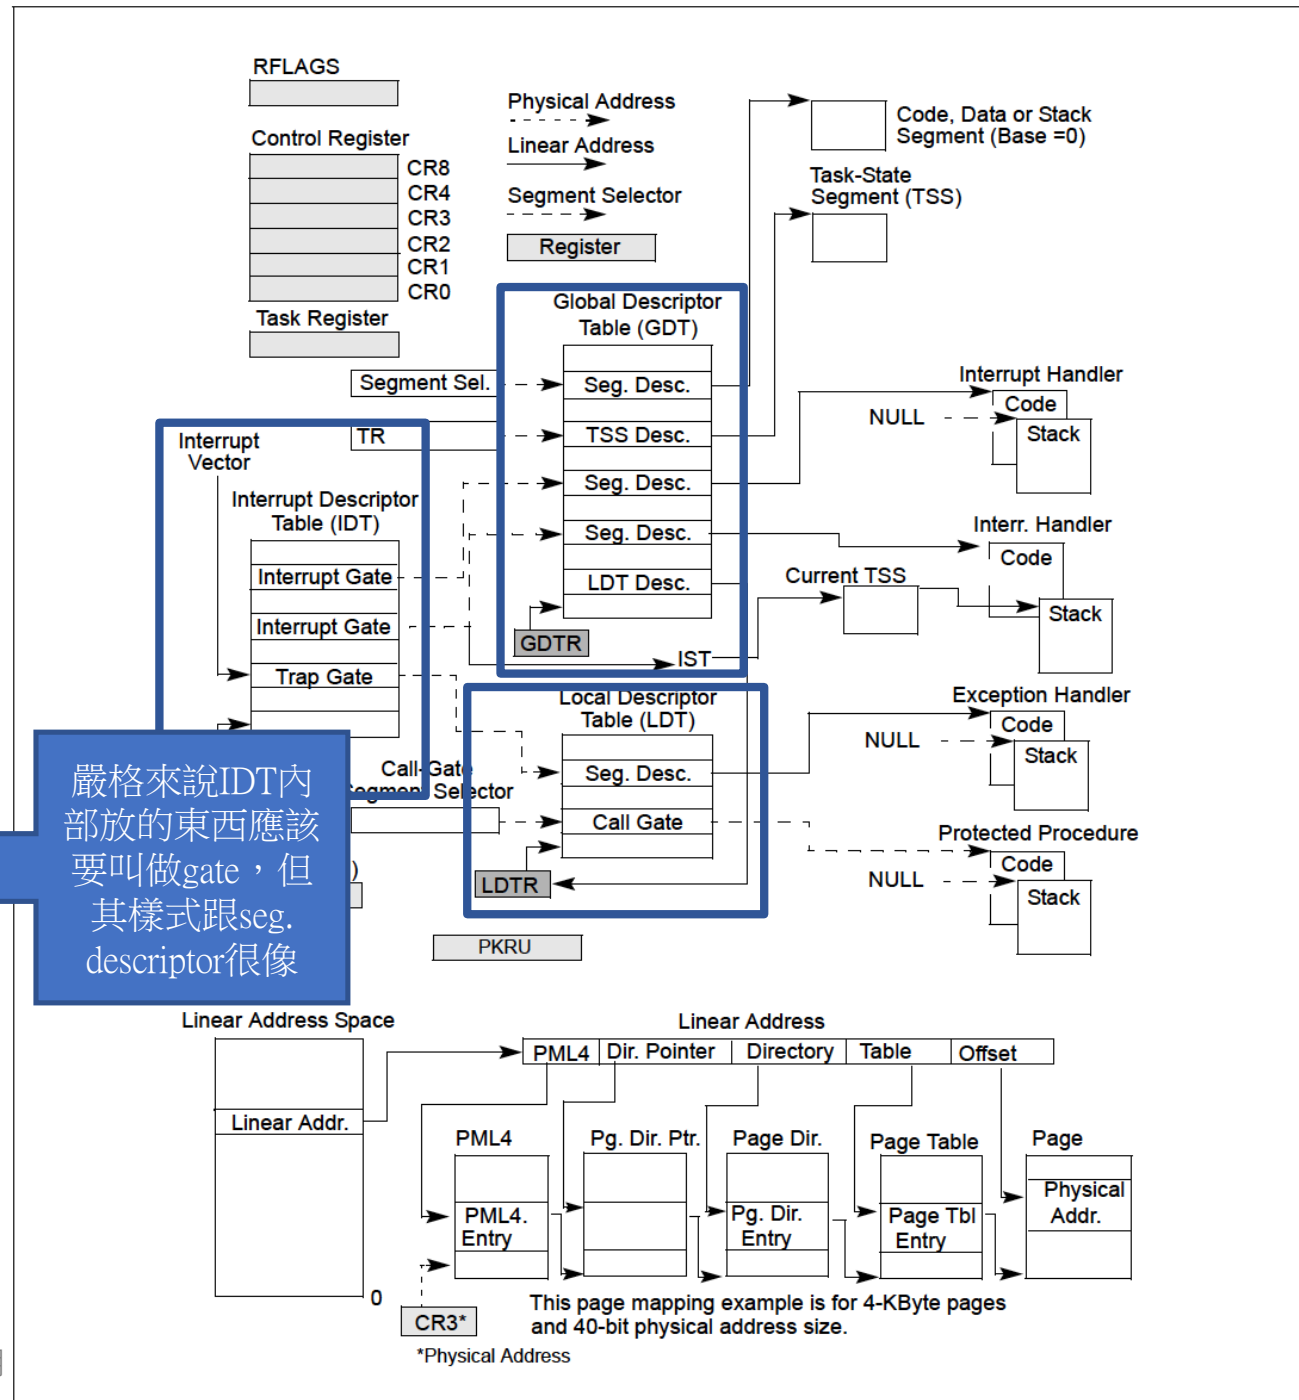 RFLAGS
Control Register
CR8
CR4
CR3
CR2
CR1
CR0
Task Register
Physical Address
Linear Address
Segment Selector
Register
Code, Data or Stack
Segment (Base =0)
Task-State
Segment (TSS)
Global Descriptor
Table (GDT)
Segment Sel.
Seg. Desc.
TR
TSS Desc.
Seg. Desc.
Seg. Desc.
LDT Desc.
GDTR
IST
Interrupt
Vector
Interrupt Descriptor
Table (IDT)
Interrupt Gate
Interrupt Gate
Trap Gate
Interrupt Handler
NULL
Code
Stack
Interr. Handler
Code
Current TSS
Stack
Local Descriptor
Table (LDT)
Seg. Desc.
Call Gate
LDTR
Exception Handler
NULL
Code
Stack
Call-Gate
Segment Selector
)
Protected Procedure
NULL
Code
Stack
PKRU
嚴格來說IDT內
部放的東西應該
要叫做gate，但
其樣式跟seg.
descriptor很像
Linear Address Space
Linear Addr.
0
Linear Address
PML4 Dir. Pointer Directory Table Offset
PML4
Pg. Dir. Ptr.
Page Dir.
Page Table
Page
PML4.
Entry
Pg. Dir.
Entry
Page Tbl
Entry
Physical
Addr.
CR3*
*Physical Address
This page mapping example is for 4-KByte pages
and 40-bit physical address size.